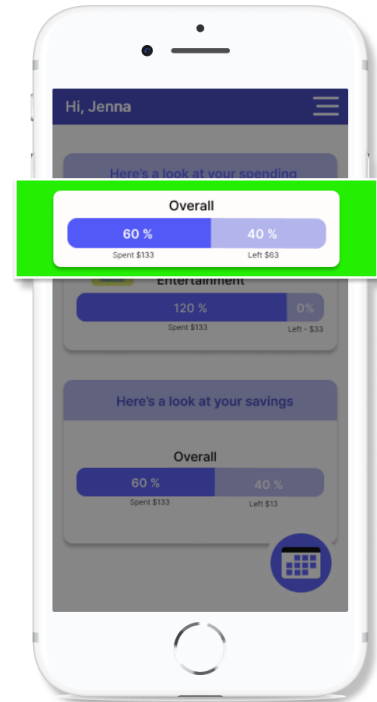 Hi, Jenna
Here's a look at your spending
Overall
60 % 40 %
Spent $133 Left $63
Entertainment
120 % 0%
Spent $133 Left - $33
Here's a look at your savings
Overall
60 % 40 %
Spent $133 Left $13